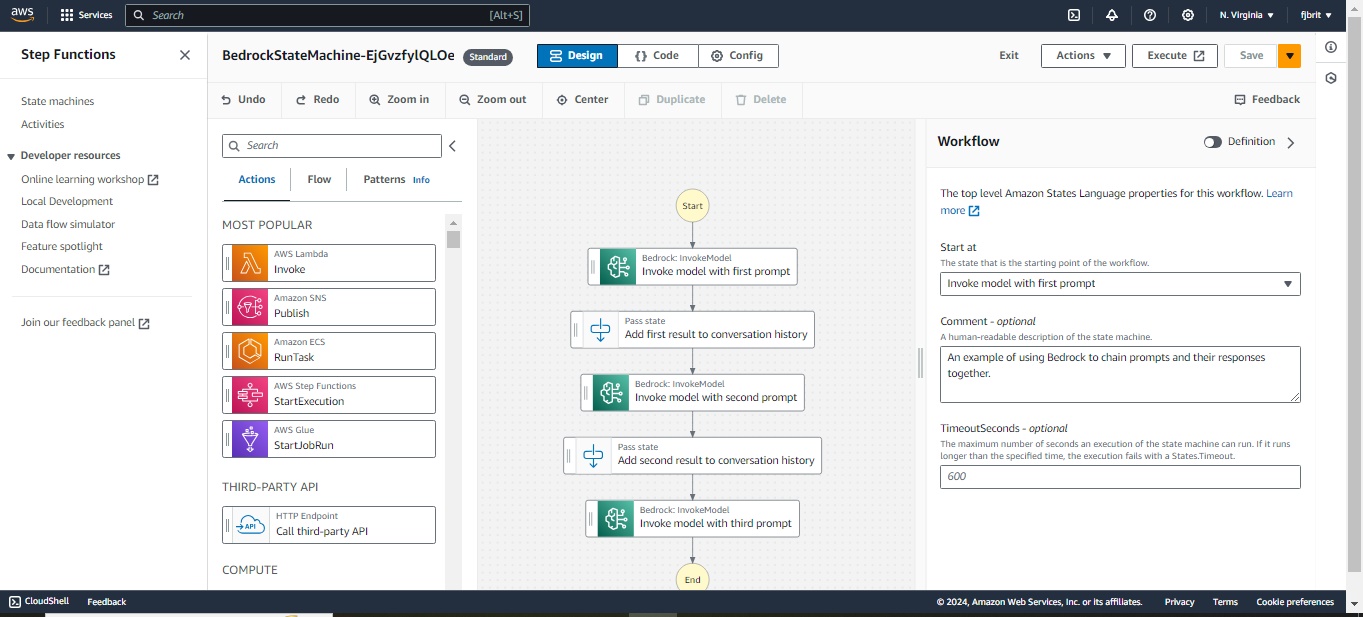 aws
Services
Search [Alt+S]
N. Virginia
fjbrit
Step Functions
State machines
Activities
Developer resources
Online learning workshop
Local Development
Data flow simulator
Feature spotlight
Documentation
Join our feedback panel
BedrockStateMachine-EjGvzfylQLOe Standard
Design
{} Code
Config
Exit
Actions
Execute
Save
Undo
Redo
Zoom in
Zoom out
Center
Duplicate
Delete
Feedback
Search
Actions
Flow
Patterns Info
MOST POPULAR
AWS Lambda
Invoke
Amazon SNS
Publish
Amazon ECS
RunTask
AWS Step Functions
StartExecution
AWS Glue
StartJobRun
THIRD-PARTY API
API
HTTP Endpoint
Call third-party API
COMPUTE
Start
Bedrock: InvokeModel
Invoke model with first prompt
Pass state
Add first result to conversation history
Bedrock: InvokeModel
Invoke model with second prompt
Pass state
Add second result to conversation history
Bedrock: InvokeModel
Invoke model with third prompt
End
Workflow
Definition
The top level Amazon States Language properties for this workflow. Learn
more
Start at
The state that is the starting point of the workflow.
Invoke model with first prompt
Comment - optional
A human-readable description of the state machine.
An example of using Bedrock to chain prompts and their responses
together.
TimeoutSeconds - optional
The maximum number of seconds an execution of the state machine can run. If it runs
longer than the specified time, the execution fails with a States.Timeout.
600
CloudShell
Feedback
© 2024, Amazon Web Services, Inc. or its affiliates.
Privacy
Terms
Cookie preferences